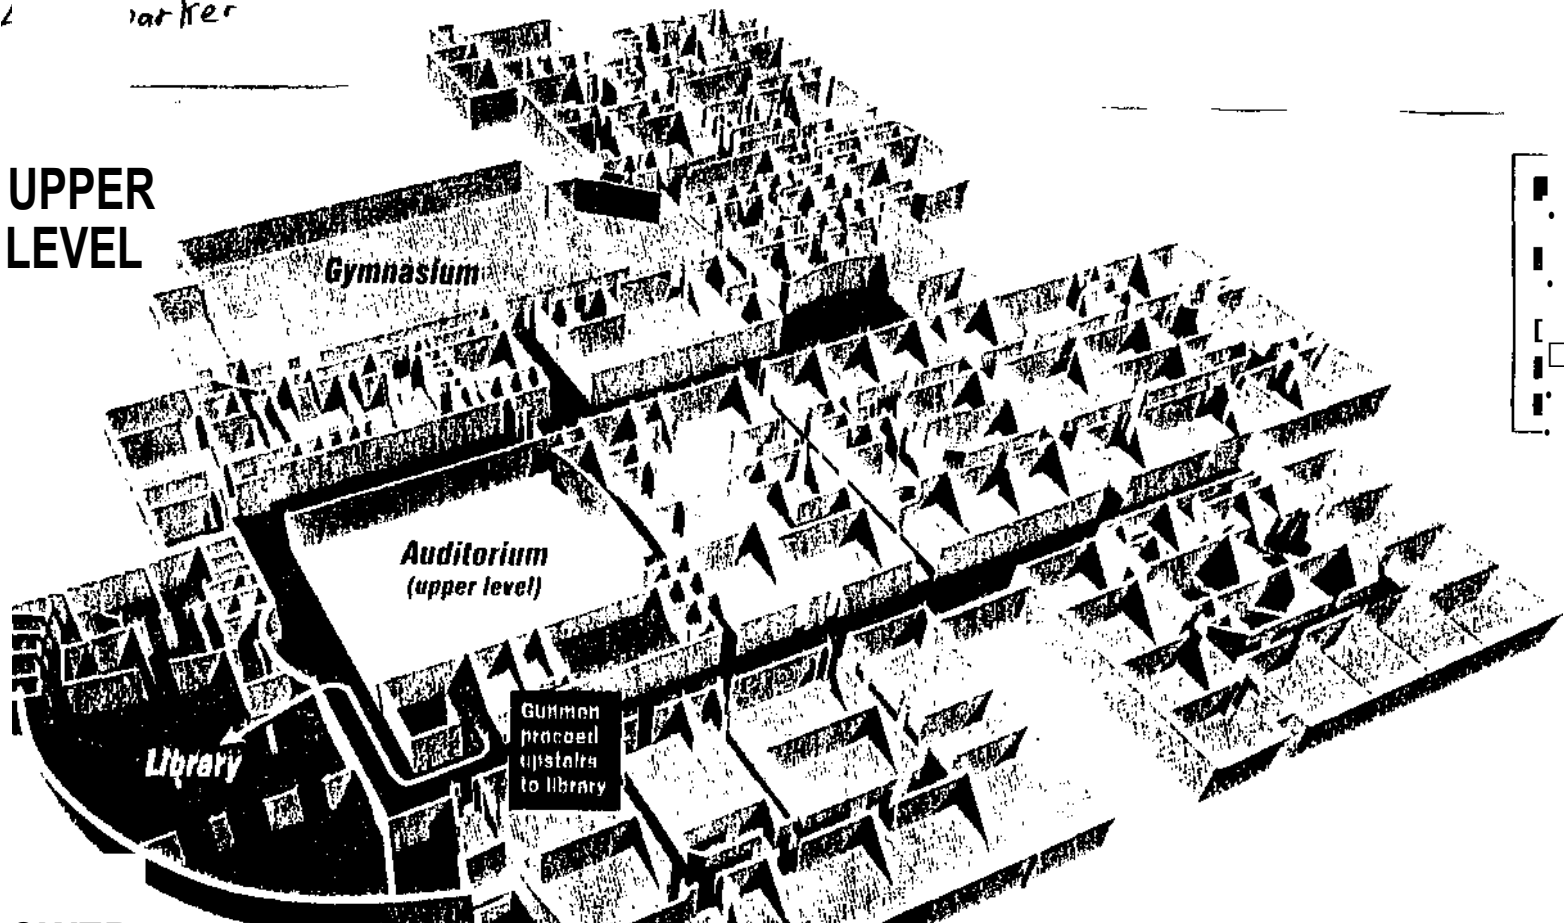 UPPER
LEVEL
Gymnasium
Auditorium
(upper level)
Gunmen
proceed
upstairs
to library
Library